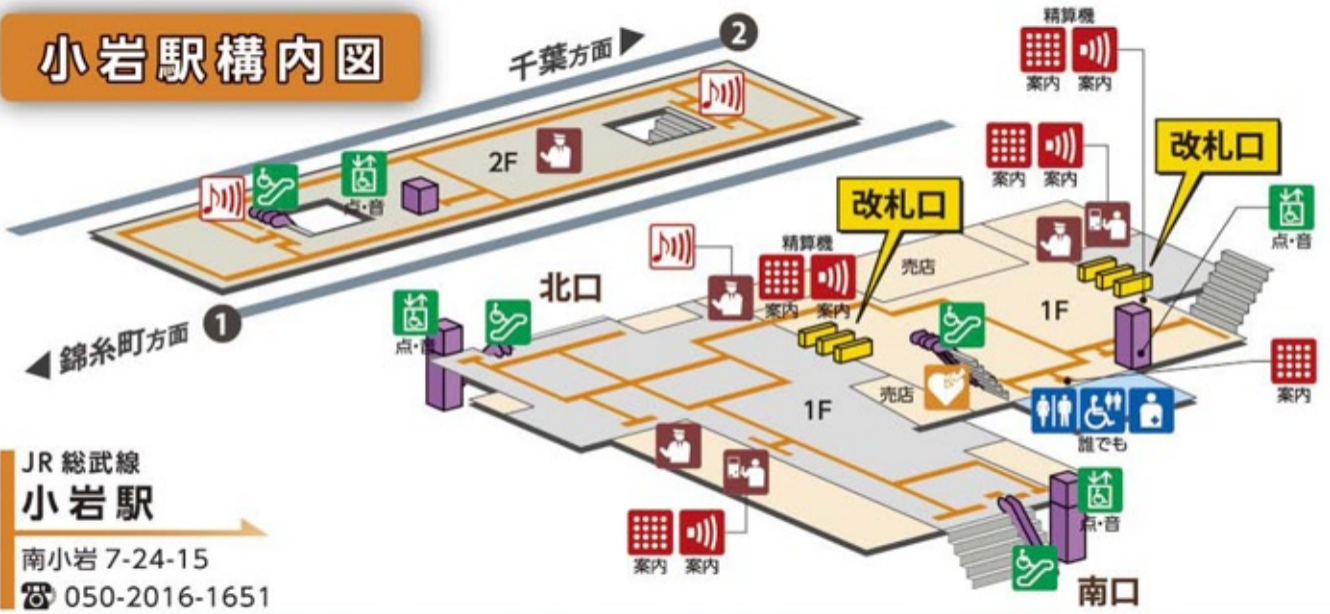 小岩駅構内図
千葉方面 ▶
2
精算機
案内 案内
改札口
2F
案内 案内
点・音
改札口
点・音
精算機
売店
北口
案内 案内
1F
点・音
1
◀ 錦糸町方面
売店
1F
案内
誰でも
JR 総武線
小岩駅
点・音
南小岩 7-24-15
案内 案内
050-2016-1651
南口